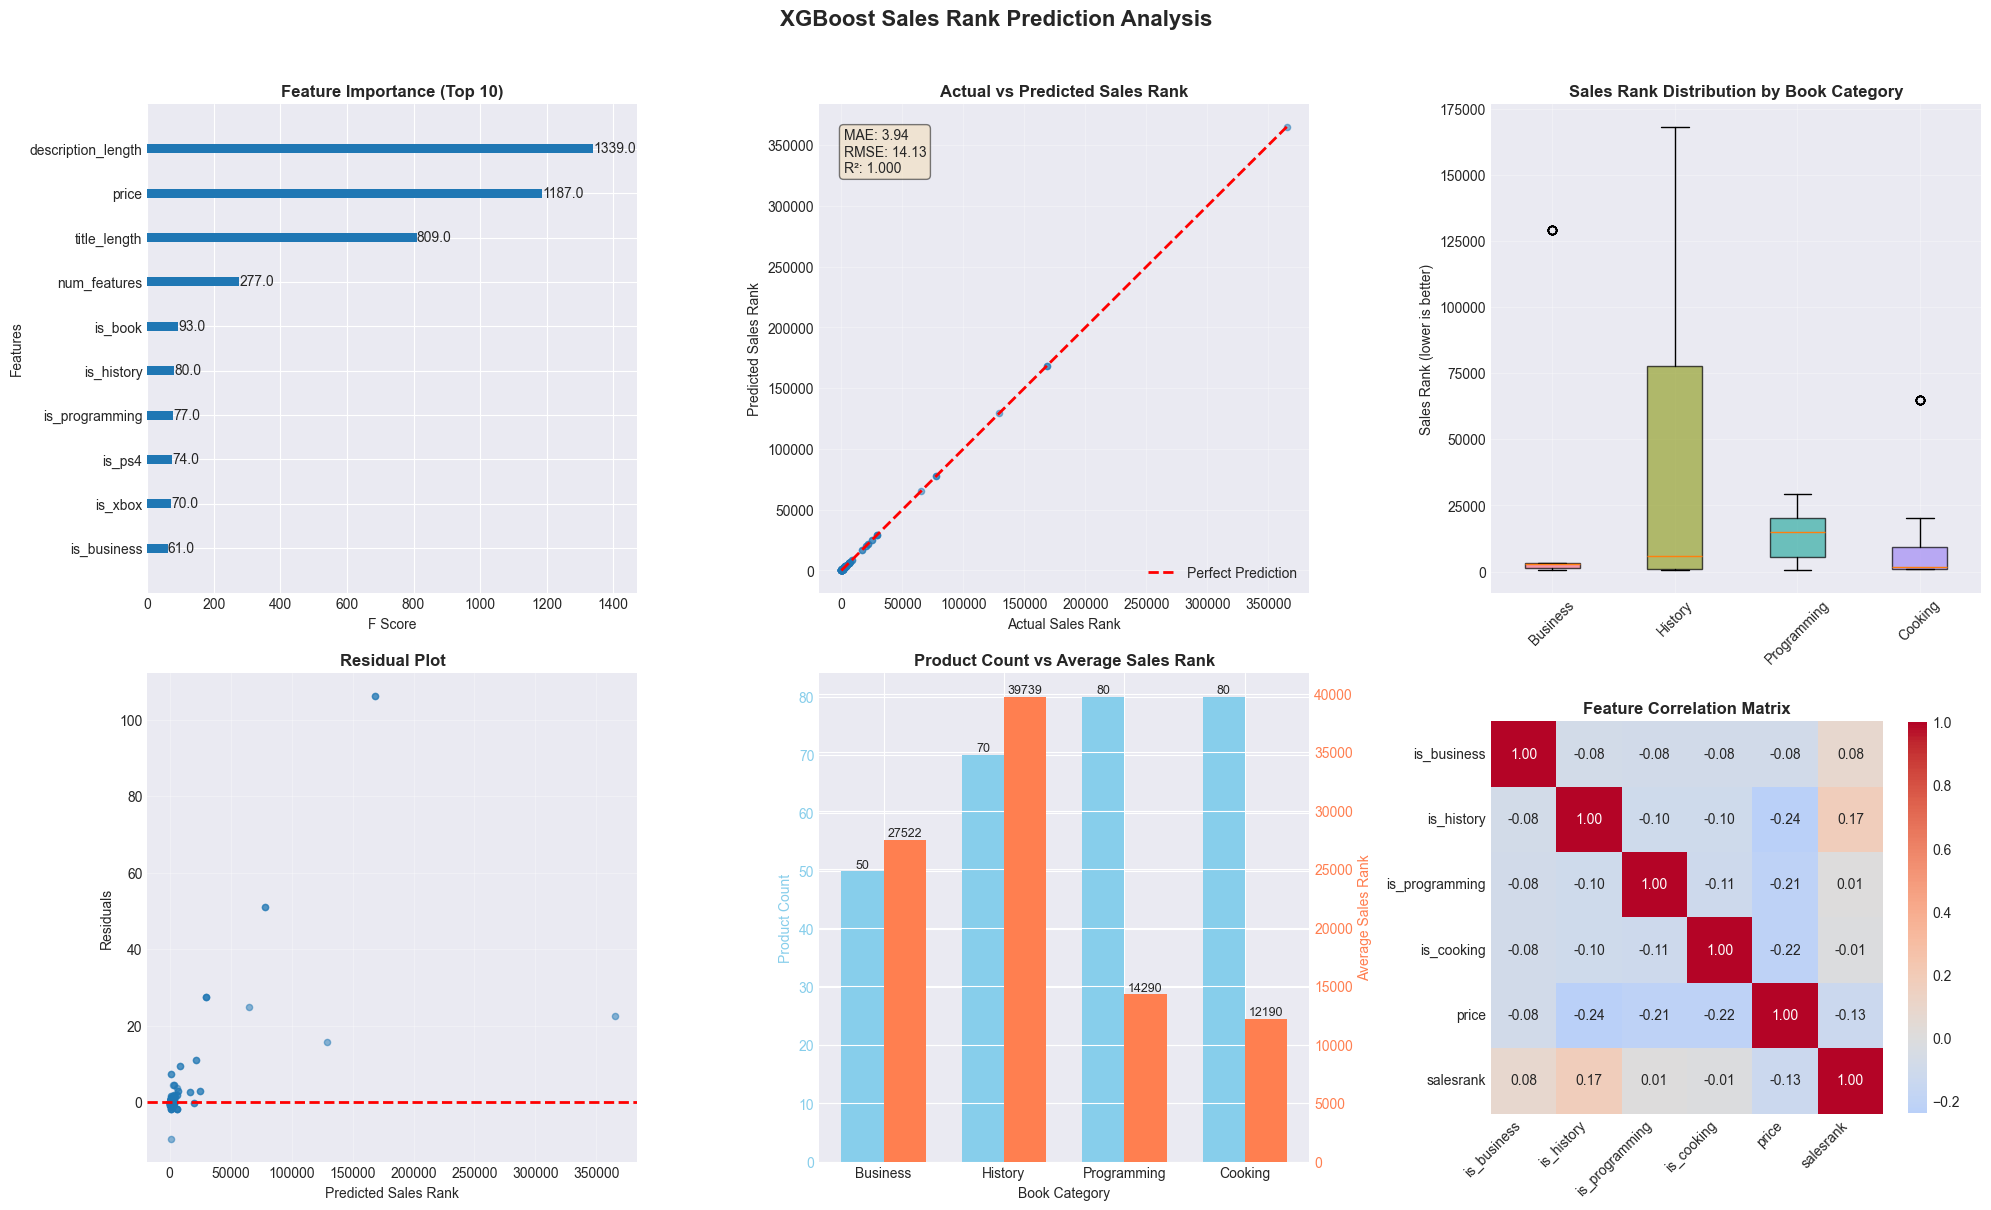 XGBoost Sales Rank Prediction Analysis
Feature Importance (Top 10)
Features
description_length
1339.0
price
1187.0
title_length
809.0
num_features
277.0
is_book
93.0
is_history
80.0
is_programming
77.0
is_ps4
74.0
is_xbox
70.0
is_business
61.0
0 200 400 600 800 1000 1200 1400
F Score
Actual vs Predicted Sales Rank
MAE: 3.94
RMSE: 14.13
R²: 1.000
Predicted Sales Rank
350000
300000
250000
200000
150000
100000
50000
0
Perfect Prediction
0 50000 100000 150000 200000 250000 300000 350000
Actual Sales Rank
Sales Rank Distribution by Book Category
Sales Rank (lower is better)
175000
150000
125000
100000
75000
50000
25000
0
Business History Programming Cooking
Residual Plot
Residuals
100
80
60
40
20
0
0 50000 100000 150000 200000 250000 300000 350000
Predicted Sales Rank
Product Count vs Average Sales Rank
Product Count
80
70
60
50
40
30
20
10
0
50 27522
70 39739
80 14290
80 12190
40000
35000
30000
25000
20000
15000
10000
5000
0
Average Sales Rank
Business History Programming Cooking
Book Category
Feature Correlation Matrix
is_business 1.00 -0.08 -0.08 -0.08 -0.08 0.08
is_history -0.08 1.00 -0.10 -0.10 -0.24 0.17
is_programming -0.08 -0.10 1.00 -0.11 -0.21 0.01
is_cooking -0.08 -0.10 -0.11 1.00 -0.22 -0.01
price -0.08 -0.24 -0.21 -0.22 1.00 -0.13
salesrank 0.08 0.17 0.01 -0.01 -0.13 1.00
is_business is_history is_programming is_cooking price salesrank
1.0
0.8
0.6
0.4
0.2
0.0
−0.2